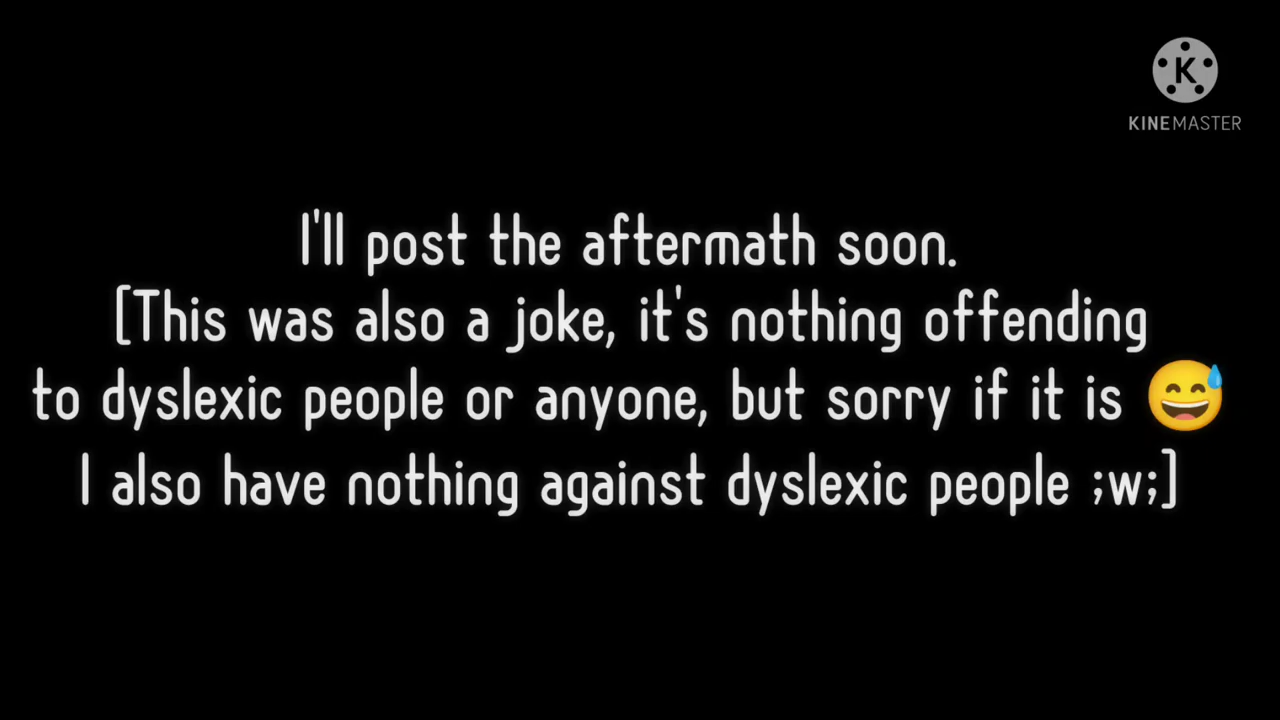 K
KINEMASTER
I'll post the aftermath soon.
[This was also a joke, it's nothing offending
to dyslexic people or anyone, but sorry if it is 😅
I also have nothing against dyslexic people ;w;]